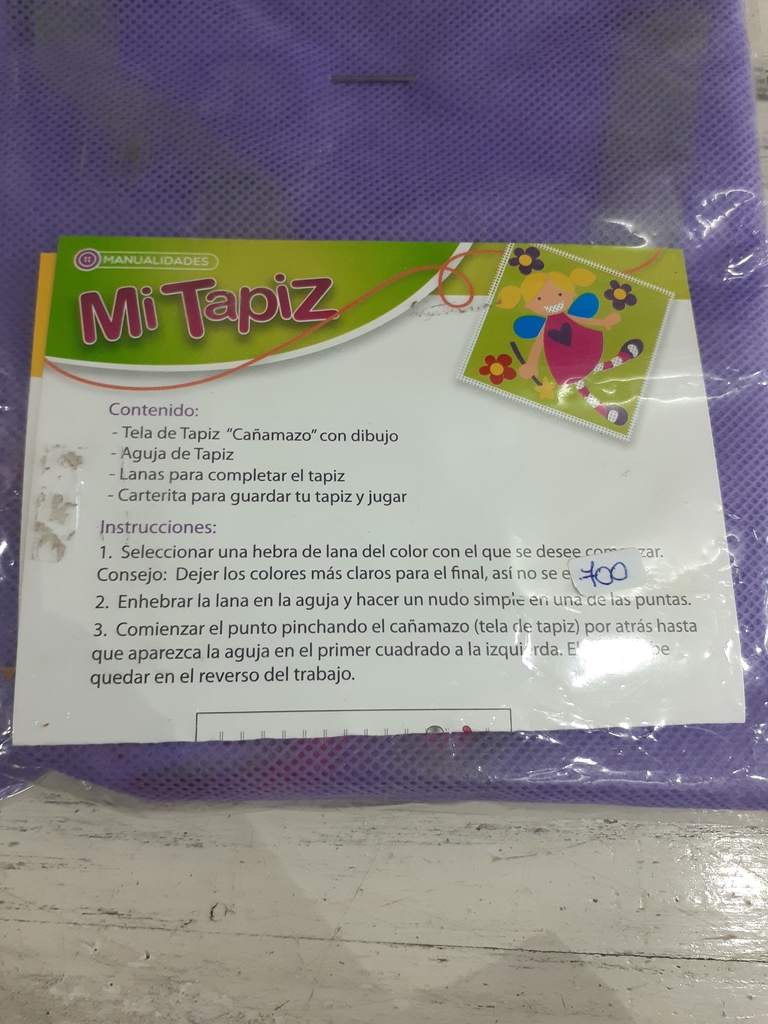 MANUALIDADES
Mi Tapiz
Contenido:
- Tela de Tapiz "Cañamazo" con dibujo
- Aguja de Tapiz
- Lanas para completar el tapiz
- Carterita para guardar tu tapiz y jugar
Instrucciones:
1. Seleccionar una hebra de lana del color con el que se desee
Consejo: Dejer los colores más claros para el final, así no se
700
2. Enhebrar la lana en la aguja y hacer un nudo simple en una de las puntas.
3. Comienzar el punto pinchando el cañamazo (tela de tapiz) por atrás hasta
que aparezca la aguja en el primer cuadrado a la izquierda.
quedar en el reverso del trabajo.